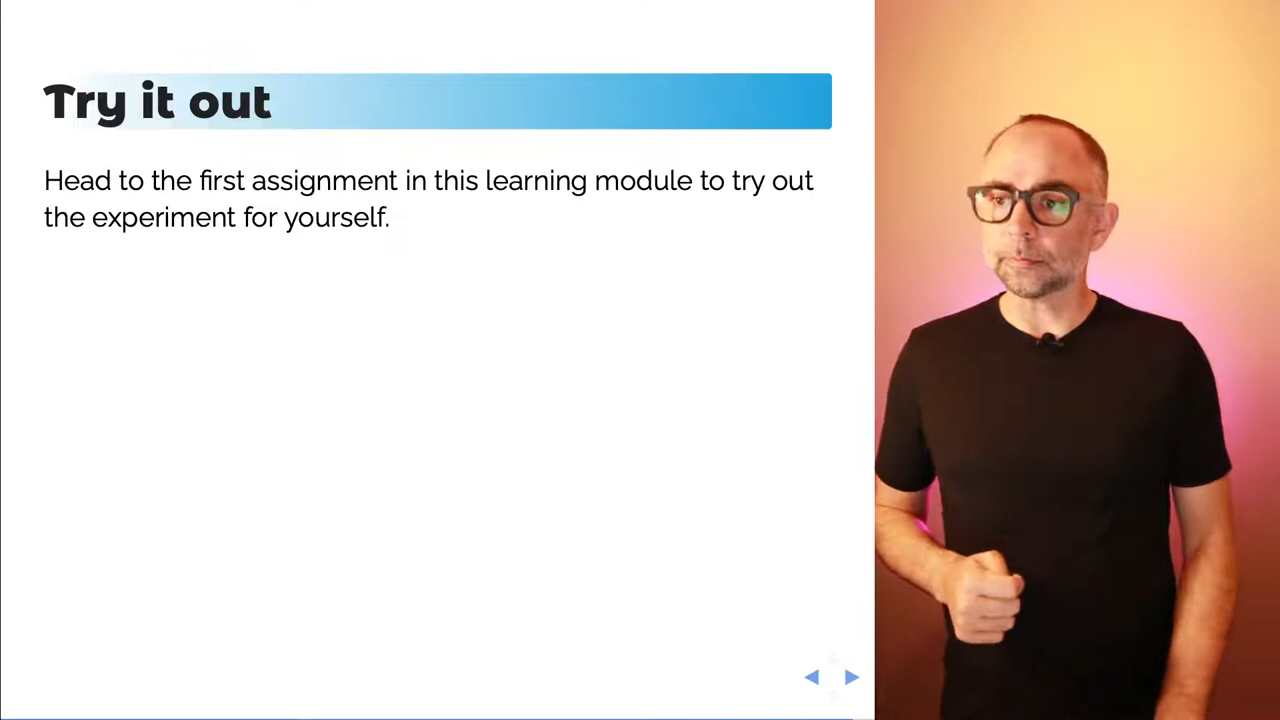 Try it out
Head to the first assignment in this learning module to try out
the experiment for yourself.